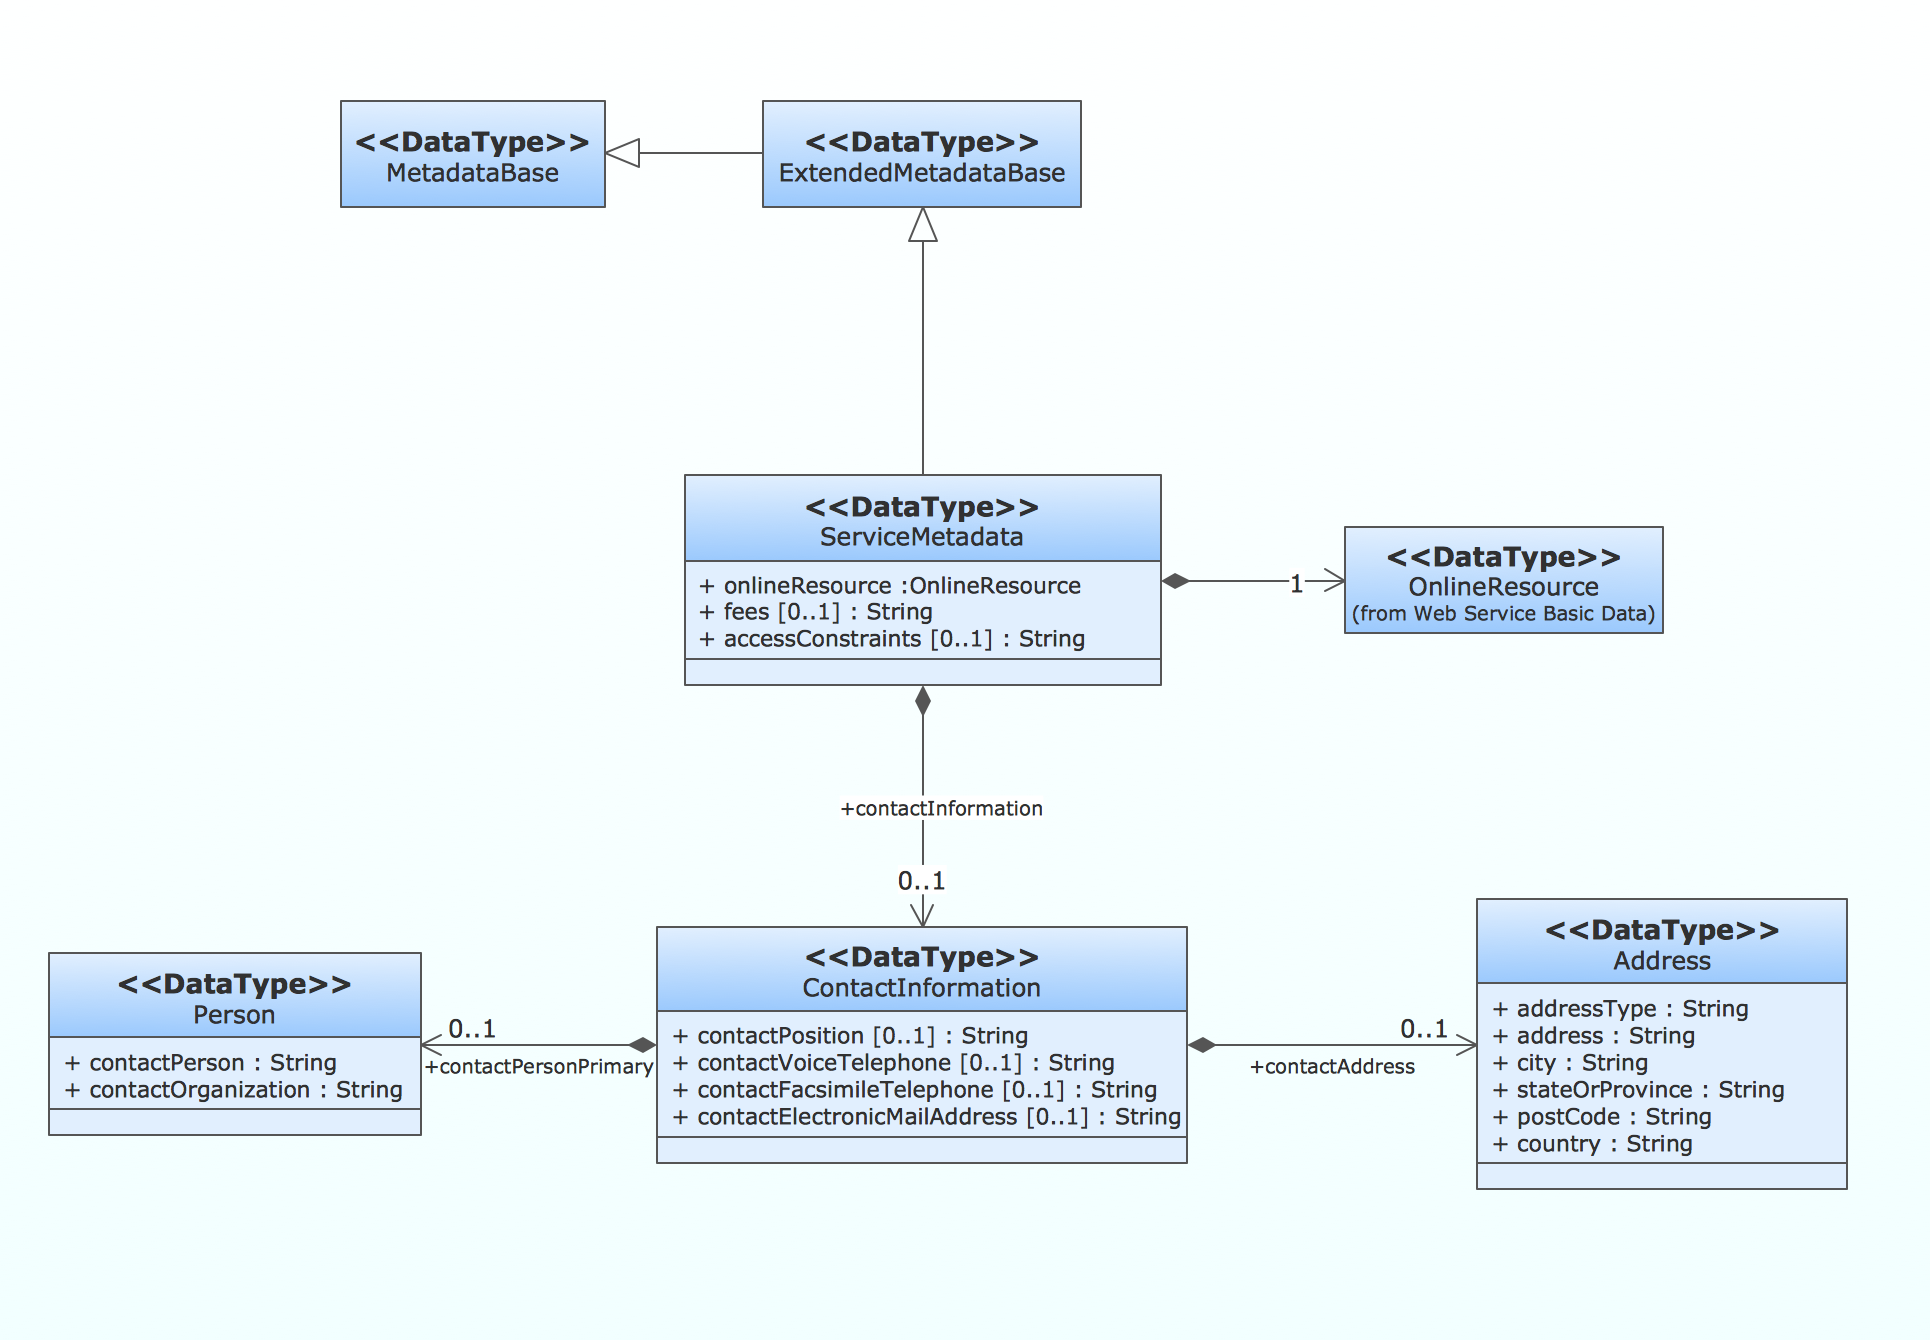 <<DataType>>
MetadataBase
<<DataType>>
ExtendedMetadataBase
<<DataType>>
ServiceMetadata
+ onlineResource :OnlineResource
+ fees [0..1] : String
+ accessConstraints [0..1] : String
1
<<DataType>>
OnlineResource
(from Web Service Basic Data)
+contactInformation
0..1
<<DataType>>
Person
+ contactPerson : String
+ contactOrganization : String
0..1
+contactPersonPrimary
<<DataType>>
ContactInformation
+ contactPosition [0..1] : String
+ contactVoiceTelephone [0..1] : String
+ contactFacsimileTelephone [0..1] : String
+ contactElectronicMailAddress [0..1] : String
0..1
+contactAddress
<<DataType>>
Address
+ addressType : String
+ address : String
+ city : String
+ stateOrProvince : String
+ postCode : String
+ country : String